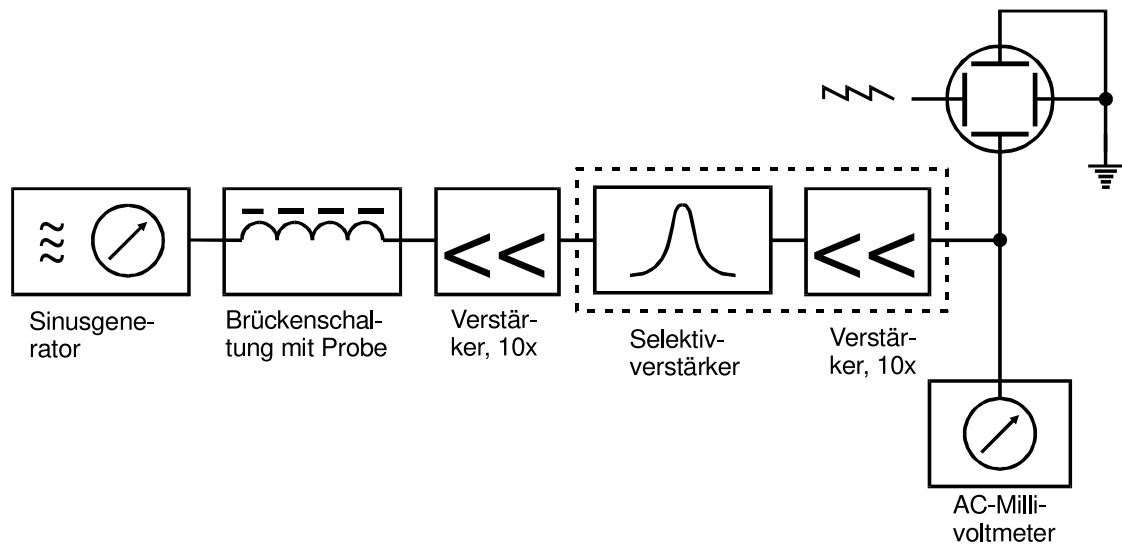 Sinusgene-
rator
Brückenschal-
tung mit Probe
Verstär-
ker, 10x
Selektiv-
verstärker
Verstär-
ker, 10x
AC-Milli-
voltmeter